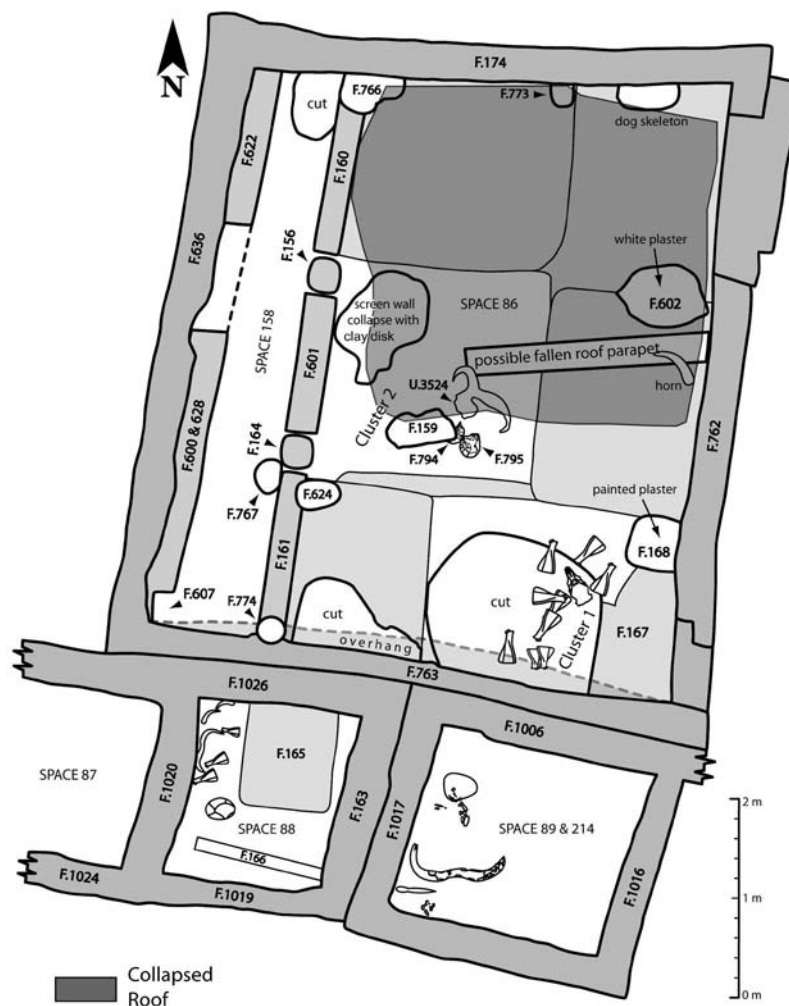 N
F.174
F.766
cut
F.773
dog skeleton
F.622
F.160
F.636
F.156
white plaster
F.602
SPACE 86
screen wall
collapse with
clay disk
SPACE 158
F.601
possible fallen roof parapet
horn
U.3524
Cluster 2
F.159
F.794
F.795
F.600 & 628
F.164
F.762
F.767
F.624
painted plaster
F.168
F.161
F.607
F.774
cut
cut
Cluster 1
F.167
overhang
F.763
F.1026
F.1006
SPACE 87
F.1020
F.165
F.163
F.1017
SPACE 88
SPACE 89 & 214
F.166
F.1016
F.1024
F.1019
2 m
1 m
0 m
Collapsed
Roof